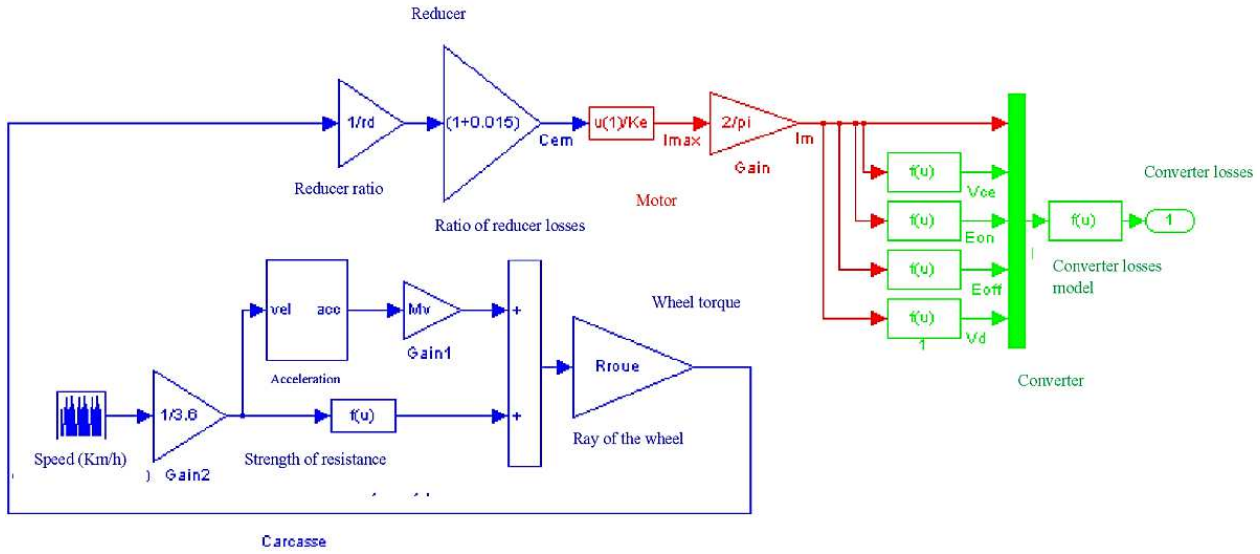 Reducer
1/rd
(1+0.015)
Cem
u(1)/Ke
Imax
2/pi
Im
Gain
Reducer ratio
Ratio of reducer losses
Motor
f(u)
Vce
f(u)
Eon
f(u)
Eoff
f(u)
1
Vd
f(u)
1
Converter losses
Converter losses
model
Converter
vel
acc
Acceleration
Mv
Gain1
+
+
Wheel torque
Rroue
Ray of the wheel
Speed (Km/h)
1/3.6
Gain2
f(u)
Strength of resistance
Carcasse